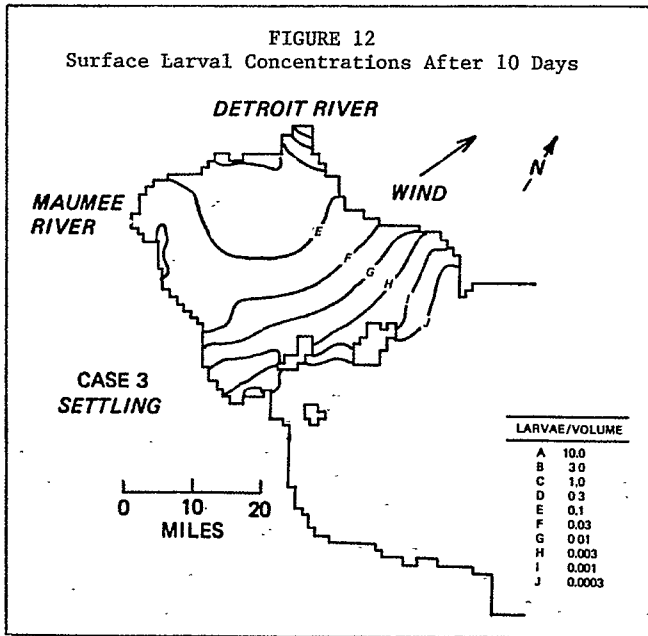 FIGURE 12
Surface Larval Concentrations After 10 Days
DETROIT RIVER
WIND
N
MAUMEE
RIVER
E
F
G
H
I
J
CASE 3
SETTLING
0 10 20
MILES
LARVAE/VOLUME
A 10.0
B 3 0
C 1.0
D 0 3
E 0.1
F 0.03
G 0 01
H 0.003
I 0.001
J 0.0003